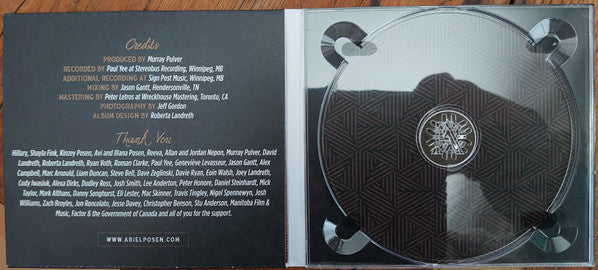 Credits
PRODUCED BY Murray Pulver
RECORDED BY Paul Yee at Stereobus Recording, Winnipeg, MB
ADDITIONAL RECORDING AT Sign Post Music, Winnipeg, MB
MIXING BY Jason Gantt, Hendersonville, TN
MASTERING BY Peter Letros at Wreckhouse Mastering, Toronto, CA
PHOTOGRAPHY BY Jeff Gordon
ALBUM DESIGN BY Roberta Landreth
Thank You
Hillary, Shayla Fink, Kinzey Posen, Avi and Illana Posen, Reeva, Allan and Jordan Nepon, Murray Pulver, David
Landreth, Roberta Landreth, Ryan Voth, Roman Clarke, Paul Yee, Geneviève Levasseur, Jason Gantt, Alex
Campbell, Marc Arnould, Liam Duncan, Steve Bell, Dave Zeglinski, Davie Ryan, Eoin Walsh, Joey Landreth,
Cody Iwasiuk, Alexa Dirks, Dudley Ross, Josh Smith, Lee Anderton, Peter Honore, Daniel Steinhardt, Mick
Taylor, Mark Althans, Danny Songhurst, Eli Lester, Mac Skinner, Travis Tingley, Nigel Spennewyn, Josh
Williams, Zach Broyles, Jon Roncolato, Jesse Davey, Christopher Benson, Stu Anderson, Manitoba Film &
Music, Factor & the Government of Canada and all of you for the support.
WWW.ARIELPOSEN.COM